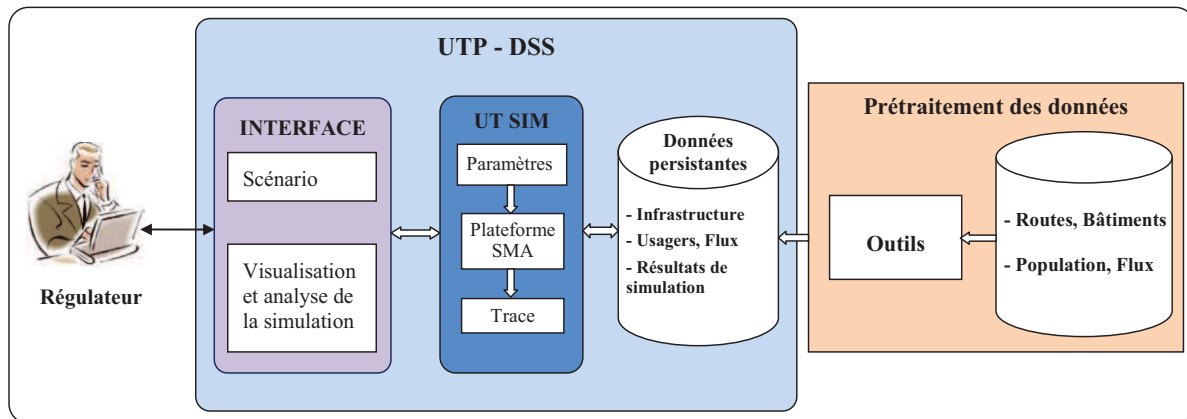 UTP - DSS
Régulateur
INTERFACE
Scénario
Visualisation
et analyse de
la simulation
UT SIM
Paramètres
Plateforme
SMA
Trace
Données
persistantes
- Infrastructure
- Usagers, Flux
- Résultats de
simulation
Prétraitement des données
Outils
- Routes, Bâtiments
- Population, Flux